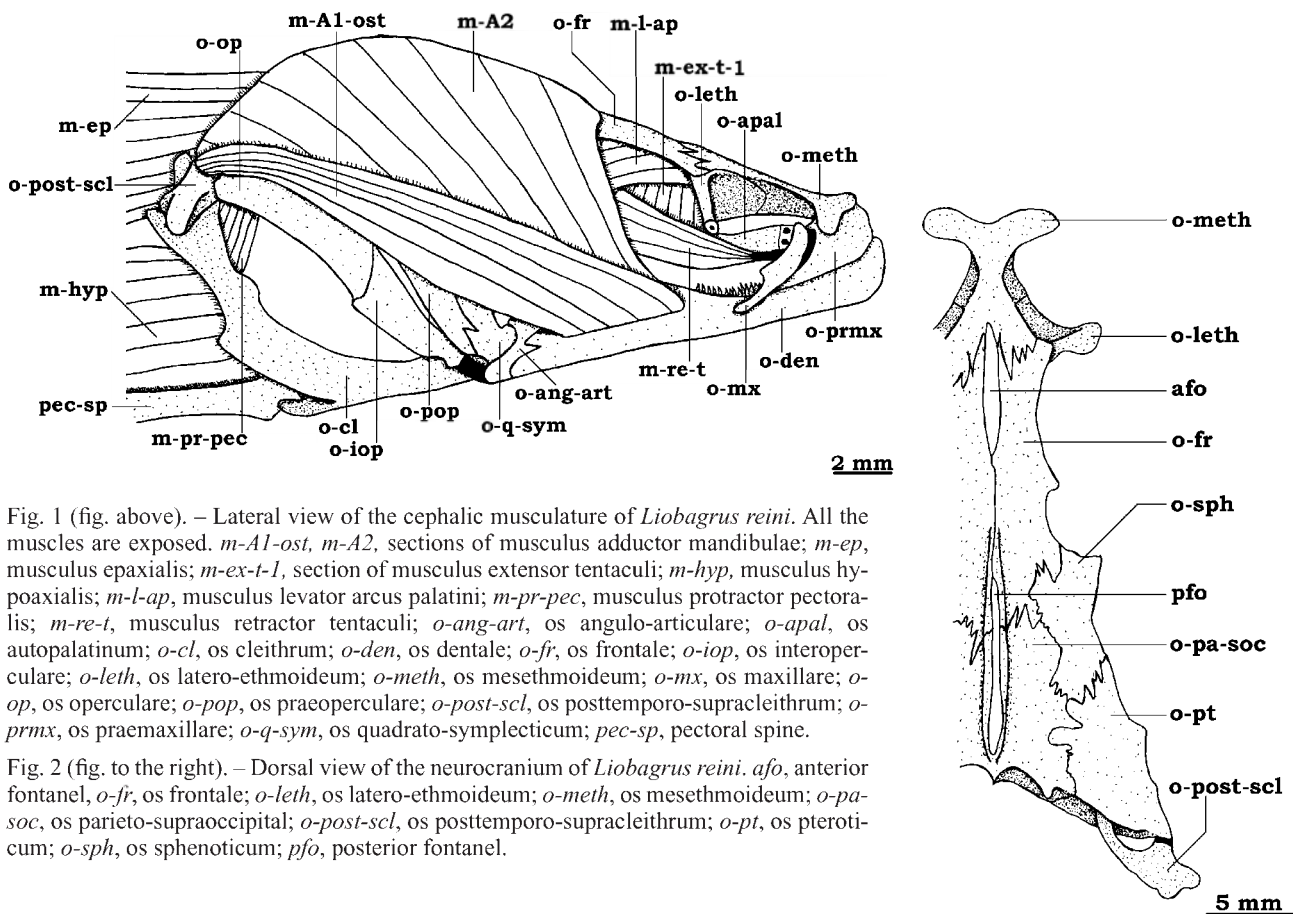 m-A1-ost
m-A2
o-fr
m-l-ap
o-op
m-ex-t-1
o-leth
o-apal
m-ep
o-meth
o-post-scl
m-hyp
o-prmx
o-den
m-re-t
o-mx
o-ang-art
pec-sp
o-pop
o-q-sym
o-cl
m-pr-pec
o-iop
2 mm
Fig. 1 (fig. above). – Lateral view of the cephalic musculature of Liobagrus reini. All the
muscles are exposed. m-A1-ost, m-A2, sections of musculus adductor mandibulae; m-ep,
musculus epaxialis; m-ex-t-1, section of musculus extensor tentaculi; m-hyp, musculus hy-
poaxialis; m-l-ap, musculus levator arcus palatini; m-pr-pec, musculus protractor pectora-
lis; m-re-t, musculus retractor tentaculi; o-ang-art, os angulo-articulare; o-apal, os
autopalatinum; o-cl, os cleithrum; o-den, os dentale; o-fr, os frontale; o-iop, os interoper-
culare; o-leth, os latero-ethmoideum; o-meth, os mesethmoideum; o-mx, os maxillare; o-
op, os operculare; o-pop, os praeoperculare; o-post-scl, os posttemporo-supracleithrum; o-
prmx, os praemaxillare; o-q-sym, os quadrato-symplecticum; pec-sp, pectoral spine.
Fig. 2 (fig. to the right). – Dorsal view of the neurocranium of Liobagrus reini. afo, anterior
fontanel, o-fr, os frontale; o-leth, os latero-ethmoideum; o-meth, os mesethmoideum; o-pa-
soc, os parieto-supraoccipital; o-post-scl, os posttemporo-supracleithrum; o-pt, os pteroti-
cum; o-sph, os sphenoticum; pfo, posterior fontanel.
o-meth
o-leth
afo
o-fr
o-sph
pfo
o-pa-soc
o-pt
o-post-scl
5 mm